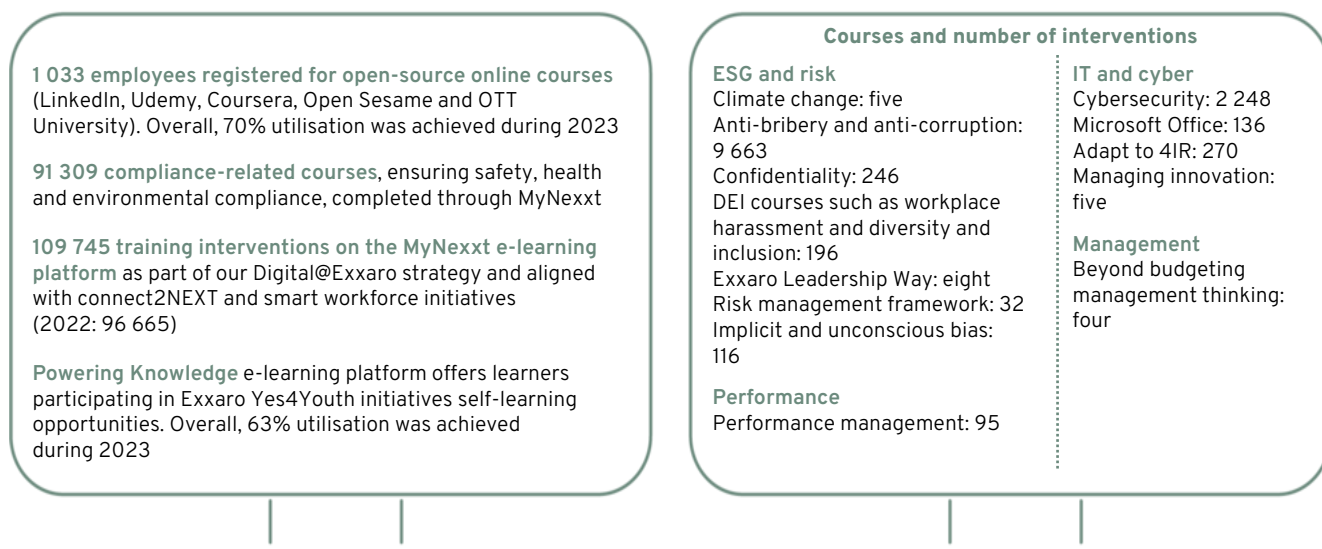 1 033 employees registered for open-source online courses
(LinkedIn, Udemy, Coursera, Open Sesame and OTT
University). Overall, 70% utilisation was achieved during 2023
91 309 compliance-related courses, ensuring safety, health
and environmental compliance, completed through MyNexxt
109 745 training interventions on the MyNexxt e-learning
platform as part of our Digital@Exxaro strategy and aligned
with connect2NEXT and smart workforce initiatives
(2022: 96 665)
Powering Knowledge e-learning platform offers learners
participating in Exxaro Yes4Youth initiatives self-learning
opportunities. Overall, 63% utilisation was achieved
during 2023
Courses and number of interventions
ESG and risk
Climate change: five
Anti-bribery and anti-corruption:
9 663
Confidentiality: 246
DEI courses such as workplace
harassment and diversity and
inclusion: 196
Exxaro Leadership Way: eight
Risk management framework: 32
Implicit and unconscious bias:
116
Performance
Performance management: 95
IT and cyber
Cybersecurity: 2 248
Microsoft Office: 136
Adapt to 4IR: 270
Managing innovation:
five
Management
Beyond budgeting
management thinking:
four